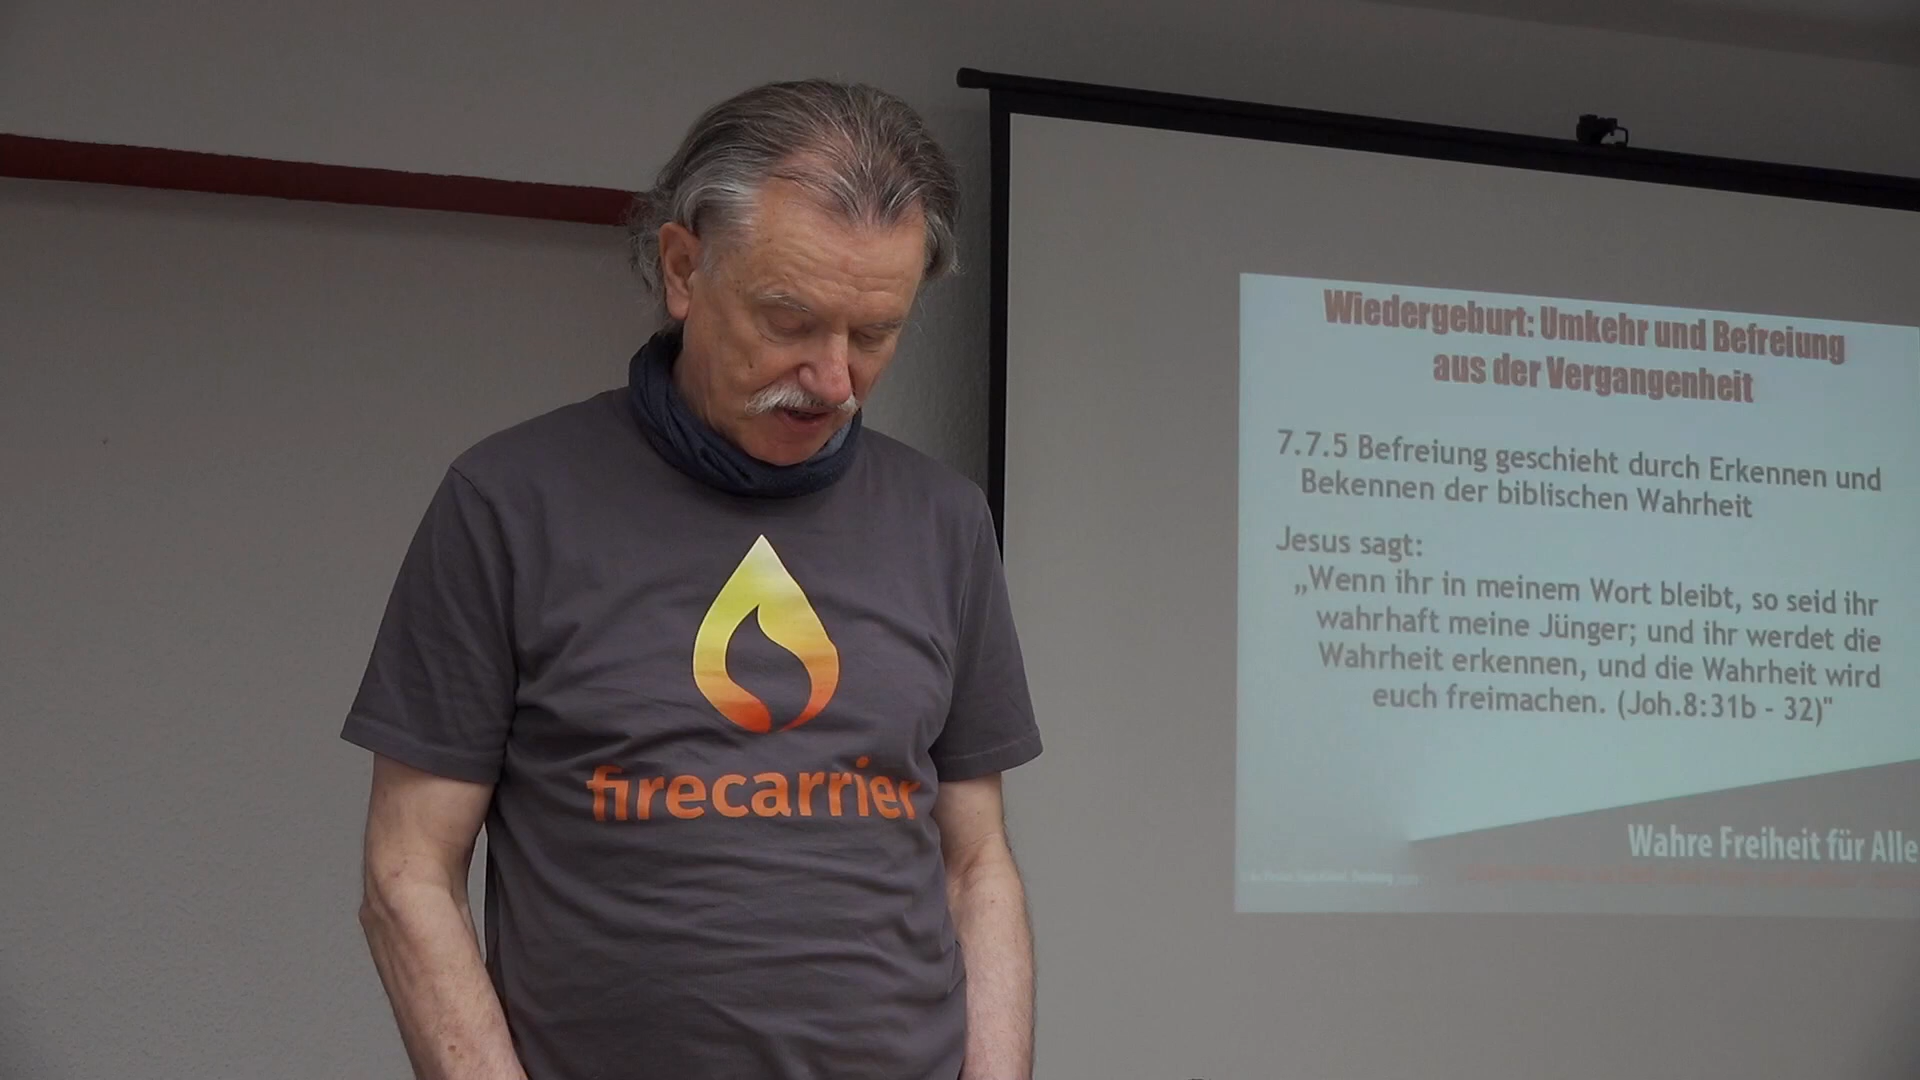 firecarrier
Wiedergeburt: Umkehr und Befreiung
aus der Vergangenheit
7.7.5 Befreiung geschieht durch Erkennen und
Bekennen der biblischen Wahrheit
Jesus sagt:
„Wenn ihr in meinem Wort bleibt, so seid ihr
wahrhaft meine Jünger; und ihr werdet die
Wahrheit erkennen, und die Wahrheit wird
euch freimachen. (Joh.8:31b - 32)"
Wahre Freiheit für Alle